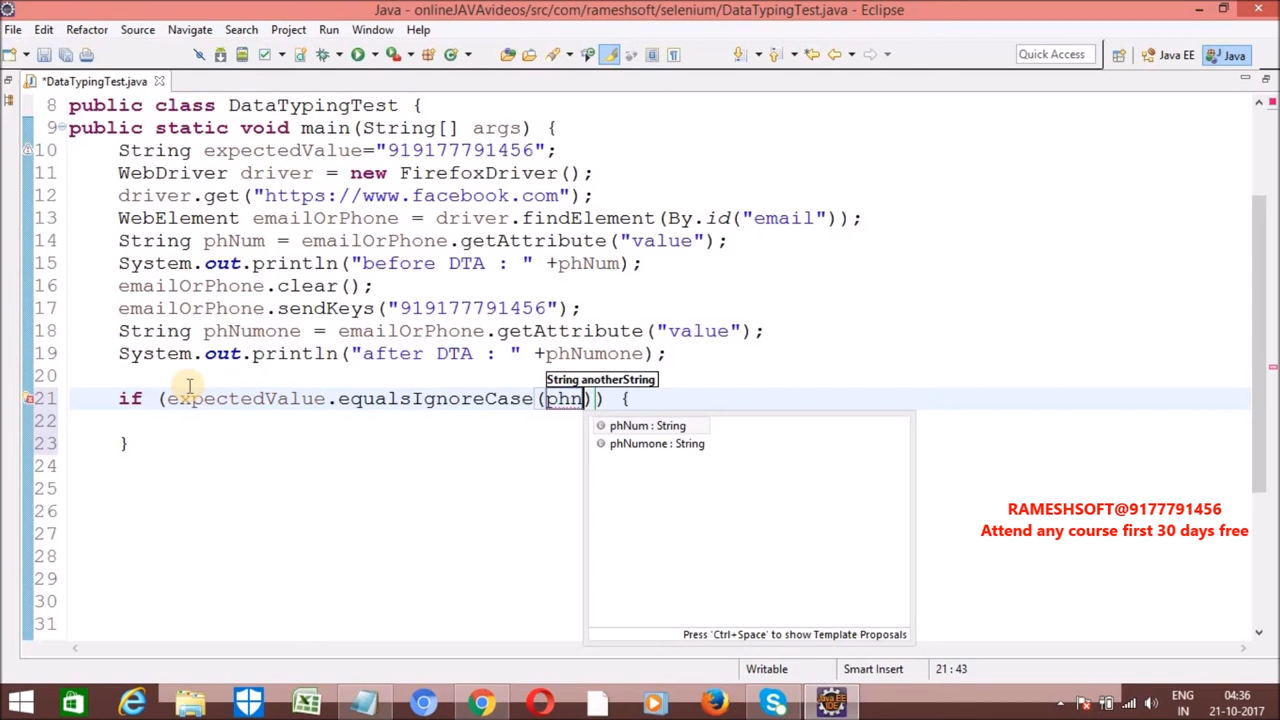 Java - onlineJAVAvideos/src/com/rameshsoft/selenium/DataTypingTest.java - Eclipse
File Edit Refactor Source Navigate Search Project Run Window Help
Quick Access Java EE Java
*DataTypingTest.java
8 public class DataTypingTest {
9 public static void main(String[] args) {
10 String expectedValue="919177791456";
11 WebDriver driver = new FirefoxDriver();
12 driver.get("https://www.facebook.com");
13 WebElement emailOrPhone = driver.findElement(By.id("email"));
14 String phNum = emailOrPhone.getAttribute("value");
15 System.out.println("before DTA : " +phNum);
16 emailOrPhone.clear();
17 emailOrPhone.sendKeys("919177791456");
18 String phNumone = emailOrPhone.getAttribute("value");
19 System.out.println("after DTA : " +phNumone);
20
String anotherString
21 if (expectedValue.equalsIgnoreCase(phn)) {
22
phNum : String
23 }
phNumone : String
24
25
26
27
28
29
30
31
RAMESHSOFT@9177791456
Attend any course first 30 days free
Press 'Ctrl+Space' to show Template Proposals
Writable Smart Insert 21 : 43
ENG 04:36
IN 21-10-2017